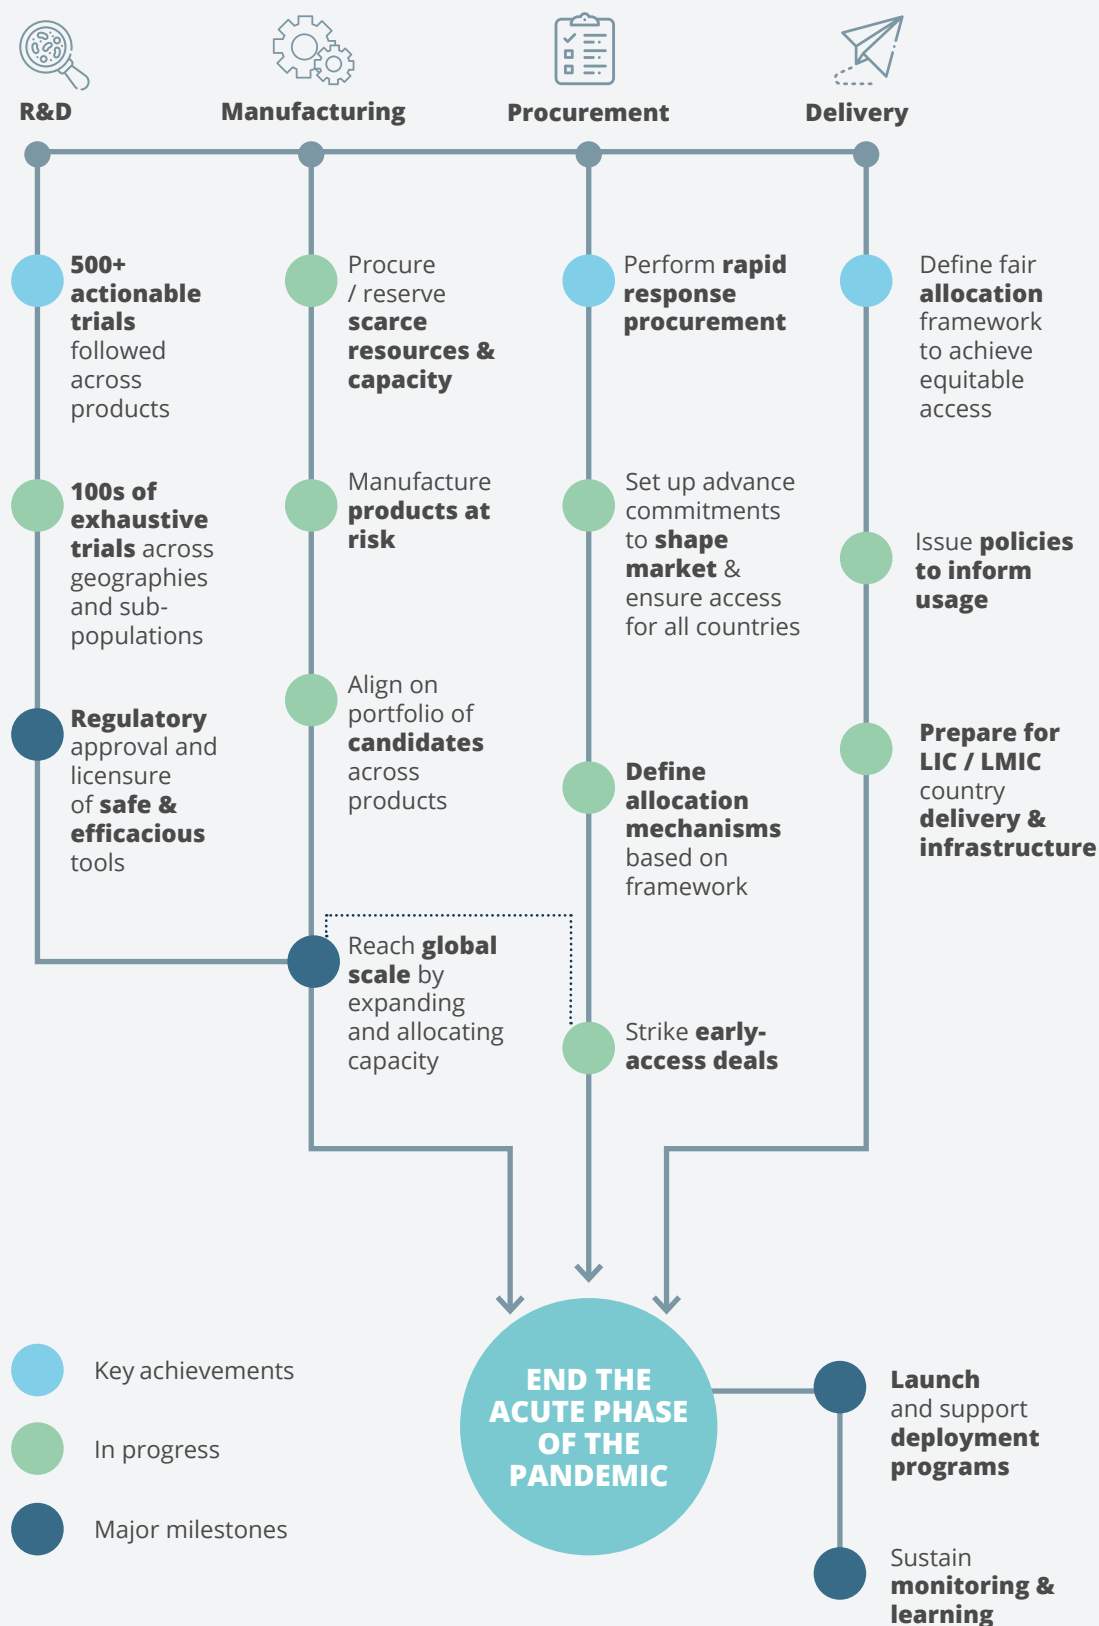 R&D
Manufacturing
Procurement
Delivery
500+
actionable
trials
followed
across
products
100s of
exhaustive
trials across
geographies
and sub-
populations
Regulatory
approval and
licensure
of safe &
efficacious
tools
Procure
/ reserve
scarce
resources &
capacity
Manufacture
products at
risk
Align on
portfolio of
candidates
across
products
Reach global
scale by
expanding
and allocating
capacity
Perform rapid
response
procurement
Set up advance
commitments
to shape
market &
ensure access
for all countries
Define
allocation
mechanisms
based on
framework
Strike early-
access deals
Define fair
allocation
framework
to achieve
equitable
access
Issue policies
to inform
usage
Prepare for
LIC / LMIC
country
delivery &
infrastructure
END THE
ACUTE PHASE
OF THE
PANDEMIC
Launch
and support
deployment
programs
Sustain
monitoring &
learning
Key achievements
In progress
Major milestones